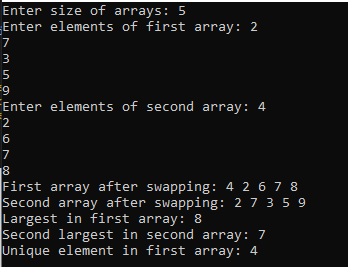 Enter size of arrays: 5
Enter elements of first array: 2
7
3
5
9
Enter elements of second array: 4
2
6
7
8
First array after swapping: 4 2 6 7 8
Second array after swapping: 2 7 3 5 9
Largest in first array: 8
Second largest in second array: 7
Unique element in first array: 4